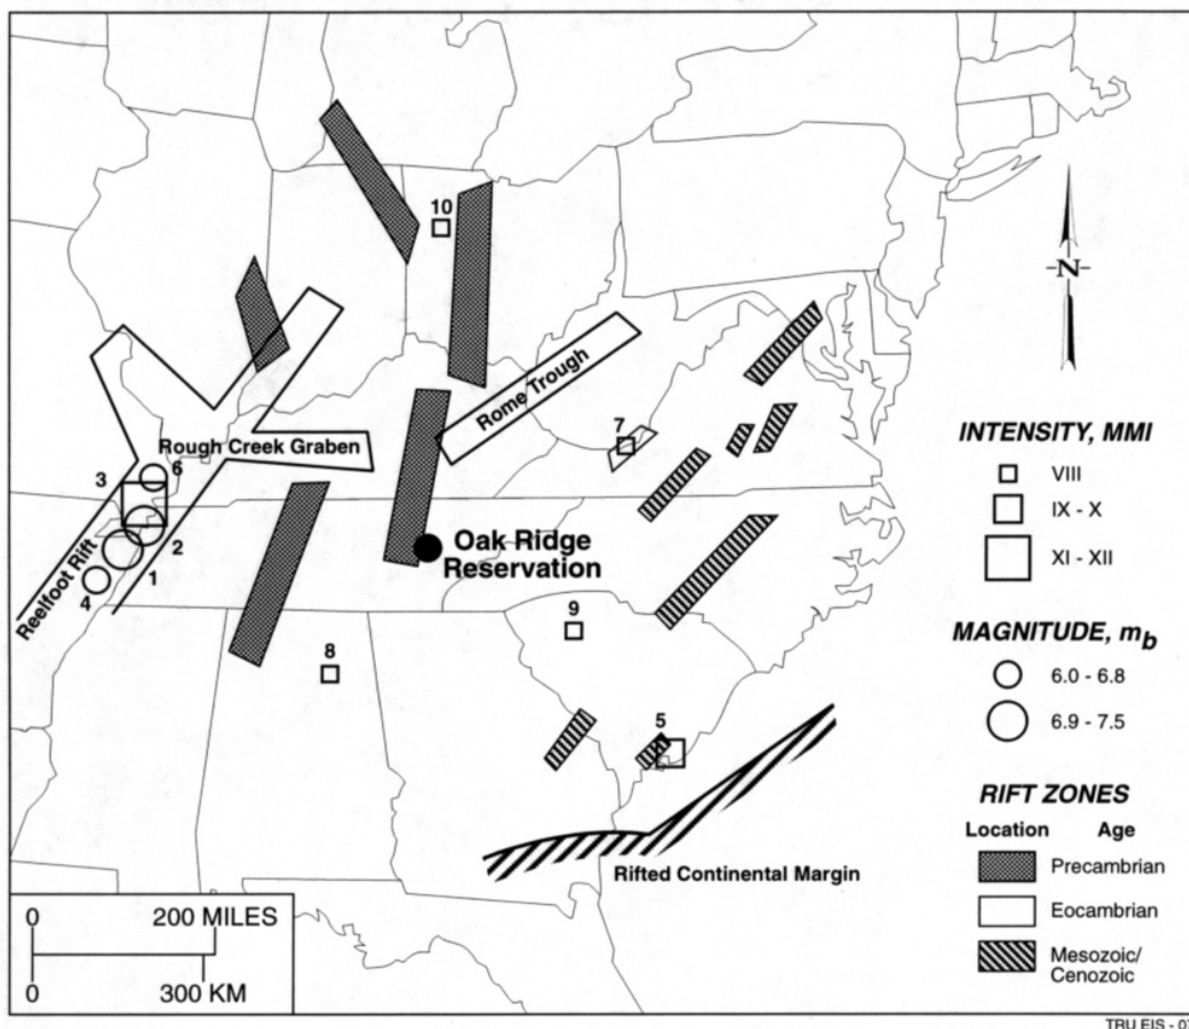 10
Rome Trough
7
Rough Creek Graben
3
6
2
1
4
Reelfoot Rift
Oak Ridge
Reservation
9
8
5
Rifted Continental Margin
0
200 MILES
0
300 KM
N
INTENSITY, MMI
VIII
IX - X
XI - XII
MAGNITUDE, mb
6.0 - 6.8
6.9 - 7.5
RIFT ZONES
Location Age
Precambrian
Eocambrian
Mesozoic/
Cenozoic
TRU EIS -